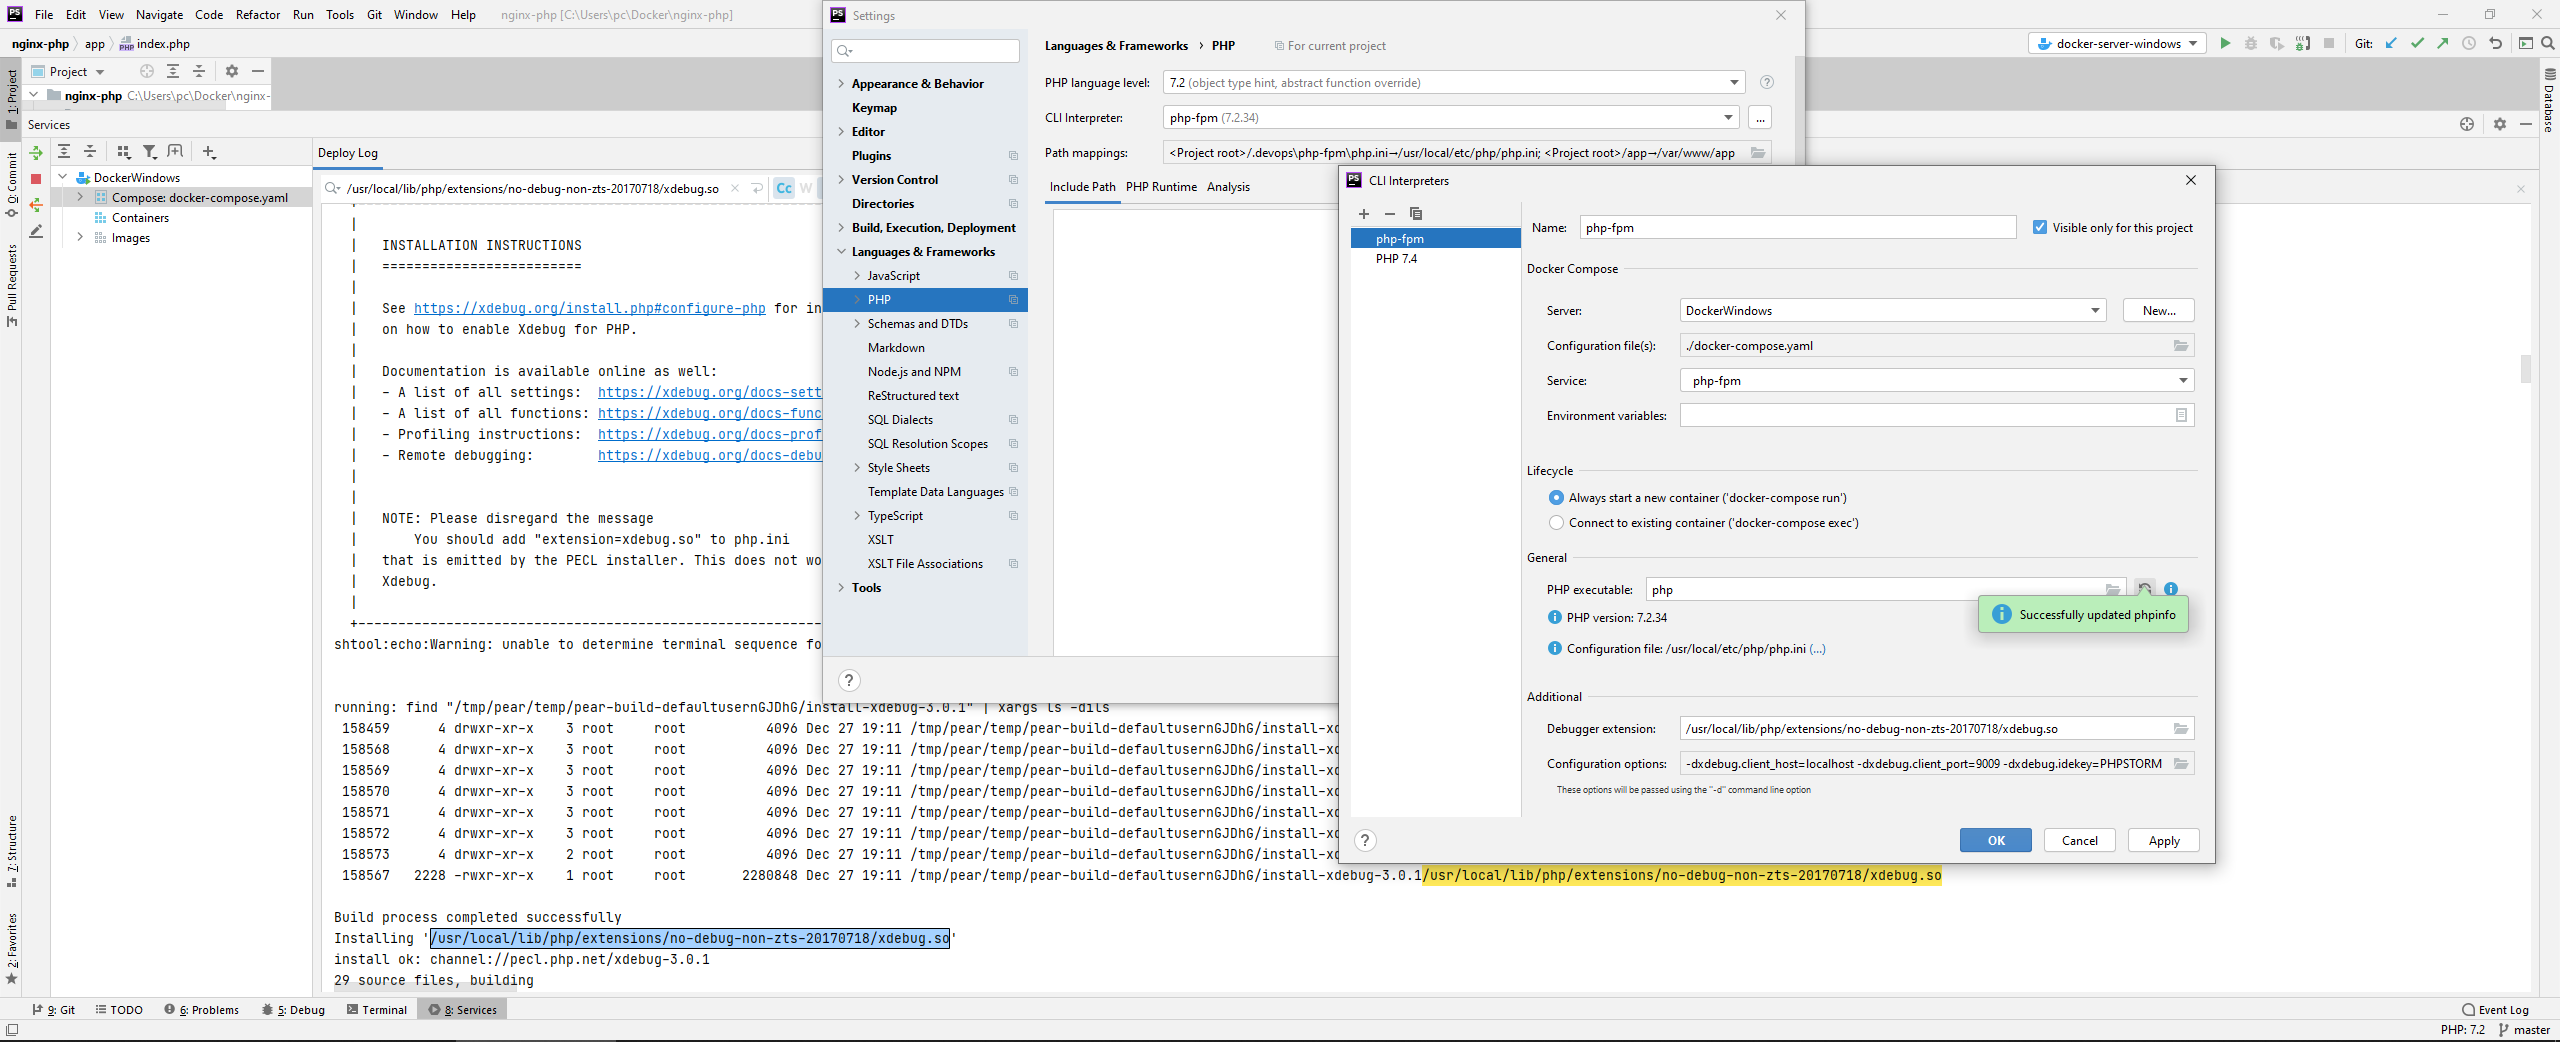 File Edit View Navigate Code Refactor Run Tools Git Window Help nginx-php [C:\Users\pc\Docker\nginx-php]
nginx-php app index.php
docker-server-windows Git:
Project
nginx-php C:\Users\pc\Docker\nginx-
Services
Deploy Log
/usr/local/lib/php/extensions/no-debug-non-zts-20170718/xdebug.so Cc W
DockerWindows
Compose: docker-compose.yaml
Containers
Images
1: Project
0: Commit
Pull Requests
7: Structure
2: Favorites
Database
INSTALLATION INSTRUCTIONS
=========================
See https://xdebug.org/install.php#configure-php for in
on how to enable Xdebug for PHP.
Documentation is available online as well:
- A list of all settings: https://xdebug.org/docs-sett
- A list of all functions: https://xdebug.org/docs-func
- Profiling instructions: https://xdebug.org/docs-prof
- Remote debugging: https://xdebug.org/docs-debu
NOTE: Please disregard the message
You should add "extension=xdebug.so" to php.ini
that is emitted by the PECL installer. This does not wo
Xdebug.
shtool:echo:Warning: unable to determine terminal sequence fo
running: find "/tmp/pear/temp/pear-build-defaultusernGJDhG/install-xdebug-3.0.1" | xargs ls -dils
158459 4 drwxr-xr-x 3 root root 4096 Dec 27 19:11 /tmp/pear/temp/pear-build-defaultusernGJDhG/install-xd
158568 4 drwxr-xr-x 3 root root 4096 Dec 27 19:11 /tmp/pear/temp/pear-build-defaultusernGJDhG/install-xd
158569 4 drwxr-xr-x 3 root root 4096 Dec 27 19:11 /tmp/pear/temp/pear-build-defaultusernGJDhG/install-xd
158570 4 drwxr-xr-x 3 root root 4096 Dec 27 19:11 /tmp/pear/temp/pear-build-defaultusernGJDhG/install-xd
158571 4 drwxr-xr-x 3 root root 4096 Dec 27 19:11 /tmp/pear/temp/pear-build-defaultusernGJDhG/install-xd
158572 4 drwxr-xr-x 3 root root 4096 Dec 27 19:11 /tmp/pear/temp/pear-build-defaultusernGJDhG/install-xd
158573 4 drwxr-xr-x 2 root root 4096 Dec 27 19:11 /tmp/pear/temp/pear-build-defaultusernGJDhG/install-xd
158567 2228 -rwxr-xr-x 1 root root 2280848 Dec 27 19:11 /tmp/pear/temp/pear-build-defaultusernGJDhG/install-xdebug-3.0.1/usr/local/lib/php/extensions/no-debug-non-zts-20170718/xdebug.so
Build process completed successfully
Installing '/usr/local/lib/php/extensions/no-debug-non-zts-20170718/xdebug.so'
install ok: channel://pecl.php.net/xdebug-3.0.1
29 source files, building
Settings
Appearance & Behavior
Keymap
Editor
Plugins
Version Control
Directories
Build, Execution, Deployment
Languages & Frameworks
JavaScript
PHP
Schemas and DTDs
Markdown
Node.js and NPM
ReStructured text
SQL Dialects
SQL Resolution Scopes
Style Sheets
Template Data Languages
TypeScript
XSLT
XSLT File Associations
Tools
Languages & Frameworks › PHP For current project
PHP language level: 7.2 (object type hint, abstract function override)
CLI Interpreter: php-fpm (7.2.34) ...
Path mappings: <Project root>/.devops\php-fpm\php.ini→/usr/local/etc/php/php.ini; <Project root>/app→/var/www/app
Include Path PHP Runtime Analysis
CLI Interpreters
php-fpm
PHP 7.4
Name: php-fpm Visible only for this project
Docker Compose
Server: DockerWindows New...
Configuration file(s): ./docker-compose.yaml
Service: php-fpm
Environment variables:
Lifecycle
Always start a new container ('docker-compose run')
Connect to existing container ('docker-compose exec')
General
PHP executable: php
PHP version: 7.2.34
Successfully updated phpinfo
Configuration file: /usr/local/etc/php/php.ini (...)
Additional
Debugger extension: /usr/local/lib/php/extensions/no-debug-non-zts-20170718/xdebug.so
Configuration options: -dxdebug.client_host=localhost -dxdebug.client_port=9009 -dxdebug.idekey=PHPSTORM
These options will be passed using the "-d" command line option
OK Cancel Apply
9: Git TODO 6: Problems 5: Debug Terminal 8: Services Event Log
PHP: 7.2 master